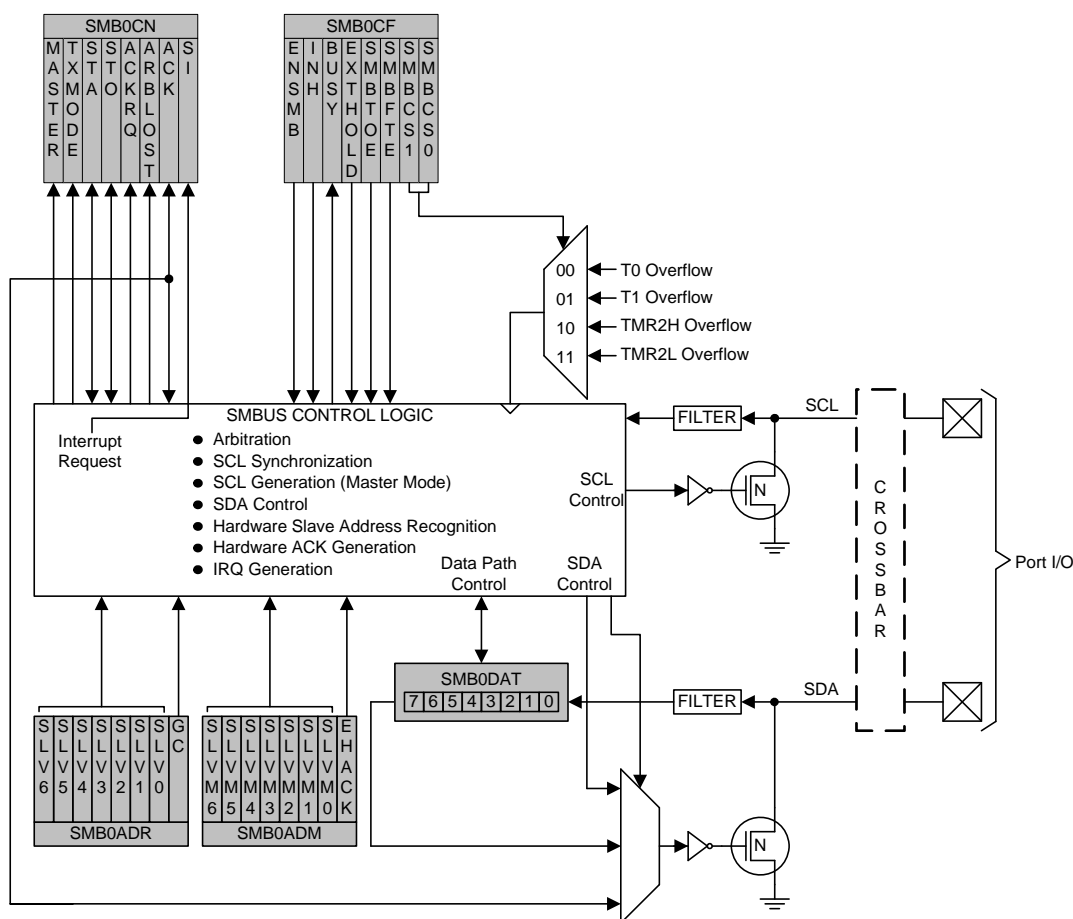 SMB0CN
MASTER
TXMODE
STA
STO
ACKRQ
ARBLOST
ACK
SI
SMB0CF
ENSMB
INH
BUSY
EXTHOLD
SMBTOE
SMBFTE
SMBCS1
SMBCS0
00
01
10
11
T0 Overflow
T1 Overflow
TMR2H Overflow
TMR2L Overflow
SMBUS CONTROL LOGIC
Interrupt
Request
● Arbitration
● SCL Synchronization
● SCL Generation (Master Mode)
● SDA Control
● Hardware Slave Address Recognition
● Hardware ACK Generation
● IRQ Generation
SCL
Control
Data Path
Control
SDA
Control
FILTER
SCL
N
CROSSBAR
Port I/O
SMB0DAT
7 6 5 4 3 2 1 0
FILTER
SDA
N
SLV6
SLV5
SLV4
SLV3
SLV2
SLV1
SLV0
GC
SMB0ADR
SLVM6
SLVM5
SLVM4
SLVM3
SLVM2
SLVM1
SLVM0
EHACK
SMB0ADM